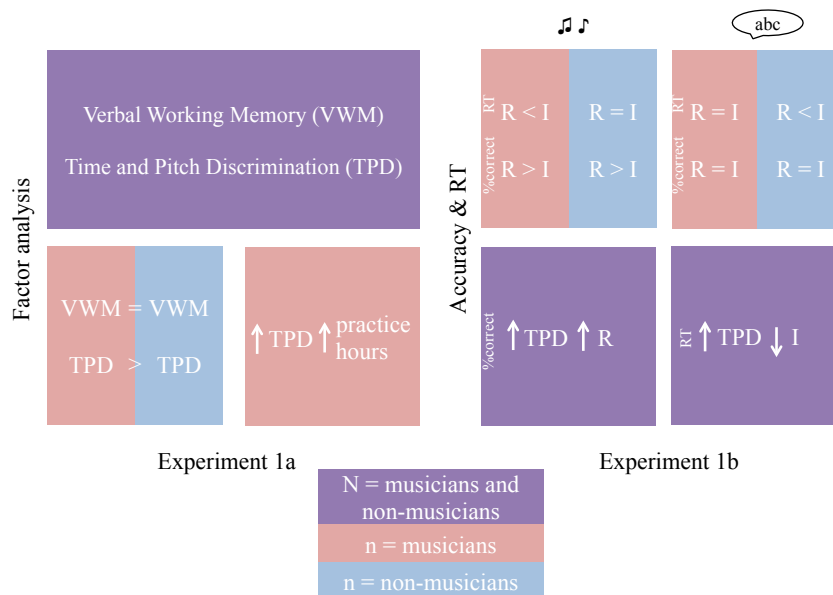 abc
Factor analysis
Verbal Working Memory (VWM)
Time and Pitch Discrimination (TPD)
VWM = VWM
TPD > TPD
↑ TPD ↑ practice
hours
Experiment 1a
Accuracy & RT
RT R < I R = I
%correct R > I R > I
RT R = I R < I
%correct R = I R = I
%correct ↑ TPD ↑ R
RT ↑ TPD ↓ I
Experiment 1b
N = musicians and
non-musicians
n = musicians
n = non-musicians